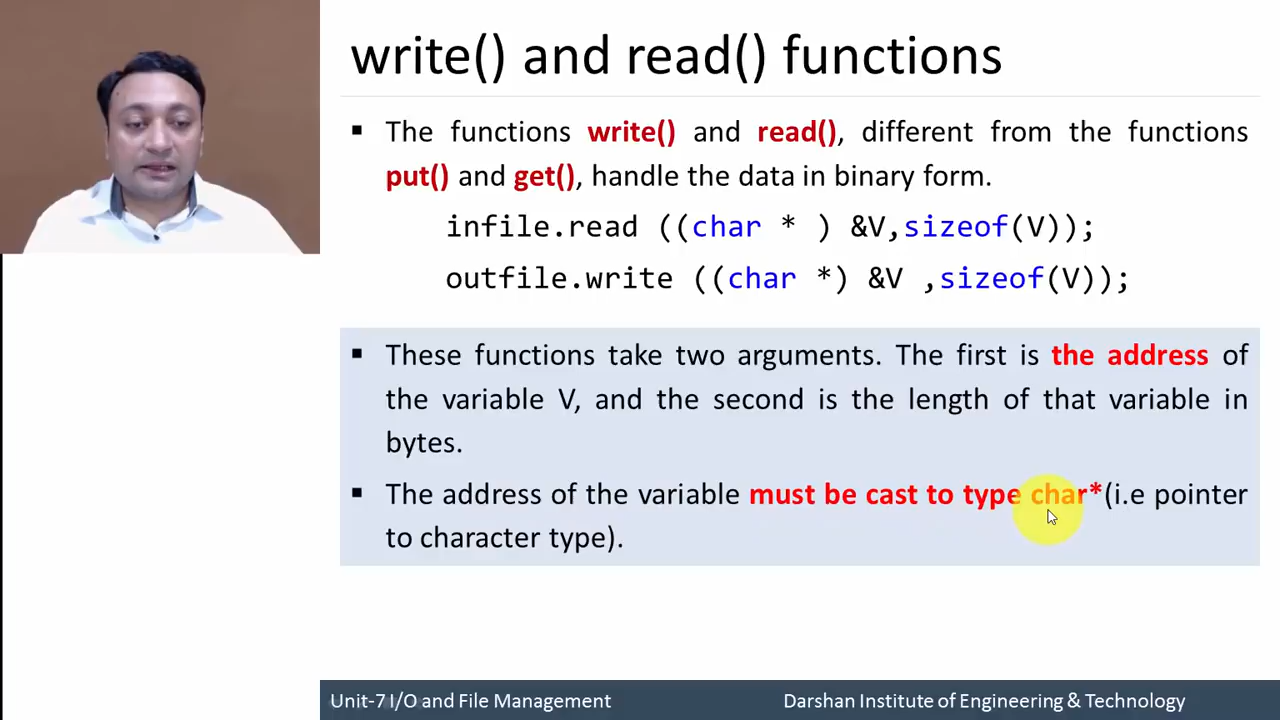 write() and read() functions
▪ The functions write() and read(), different from the functions
put() and get(), handle the data in binary form.
infile.read ((char * ) &V,sizeof(V));
outfile.write ((char *) &V ,sizeof(V));
▪ These functions take two arguments. The first is the address of
the variable V, and the second is the length of that variable in
bytes.
▪ The address of the variable must be cast to type char*(i.e pointer
to character type).
Unit-7 I/O and File Management
Darshan Institute of Engineering & Technology